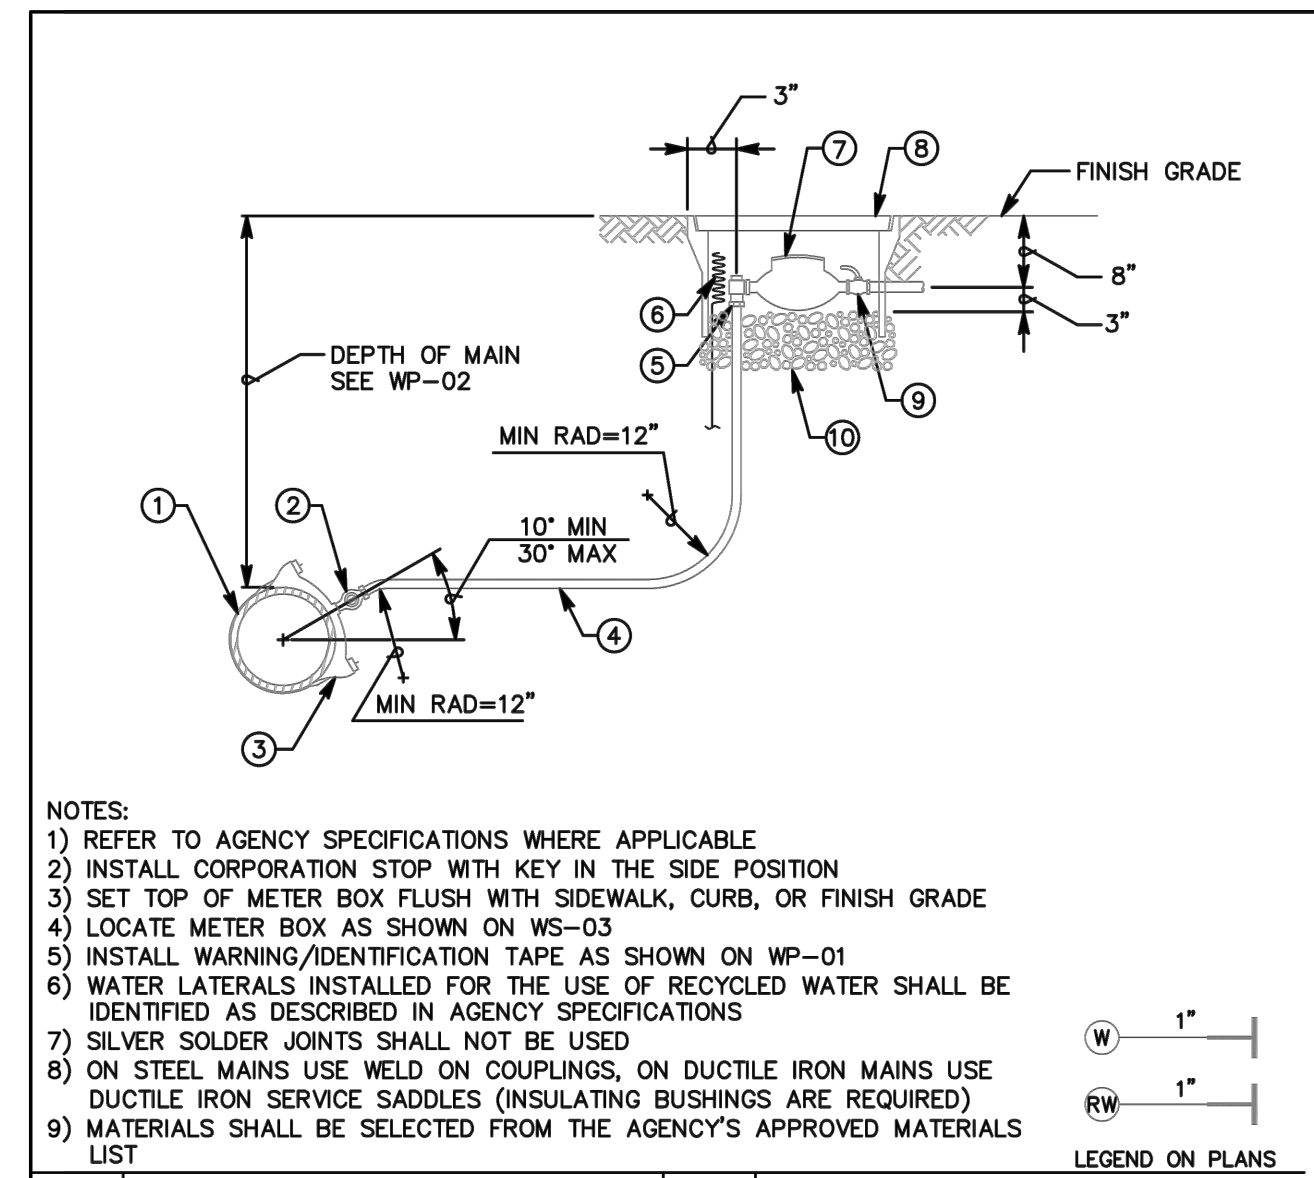 3"
7
8
FINISH GRADE
8"
6
3"
5
DEPTH OF MAIN
SEE WP-02
9
MIN RAD=12"
10
1
2
10° MIN
30° MAX
4
MIN RAD=12"
3
NOTES:
1) REFER TO AGENCY SPECIFICATIONS WHERE APPLICABLE
2) INSTALL CORPORATION STOP WITH KEY IN THE SIDE POSITION
3) SET TOP OF METER BOX FLUSH WITH SIDEWALK, CURB, OR FINISH GRADE
4) LOCATE METER BOX AS SHOWN ON WS-03
5) INSTALL WARNING/IDENTIFICATION TAPE AS SHOWN ON WP-01
6) WATER LATERALS INSTALLED FOR THE USE OF RECYCLED WATER SHALL BE
IDENTIFIED AS DESCRIBED IN AGENCY SPECIFICATIONS
7) SILVER SOLDER JOINTS SHALL NOT BE USED
8) ON STEEL MAINS USE WELD ON COUPLINGS, ON DUCTILE IRON MAINS USE
DUCTILE IRON SERVICE SADDLES (INSULATING BUSHINGS ARE REQUIRED)
9) MATERIALS SHALL BE SELECTED FROM THE AGENCY'S APPROVED MATERIALS
LIST
W 1"
RW 1"
LEGEND ON PLANS